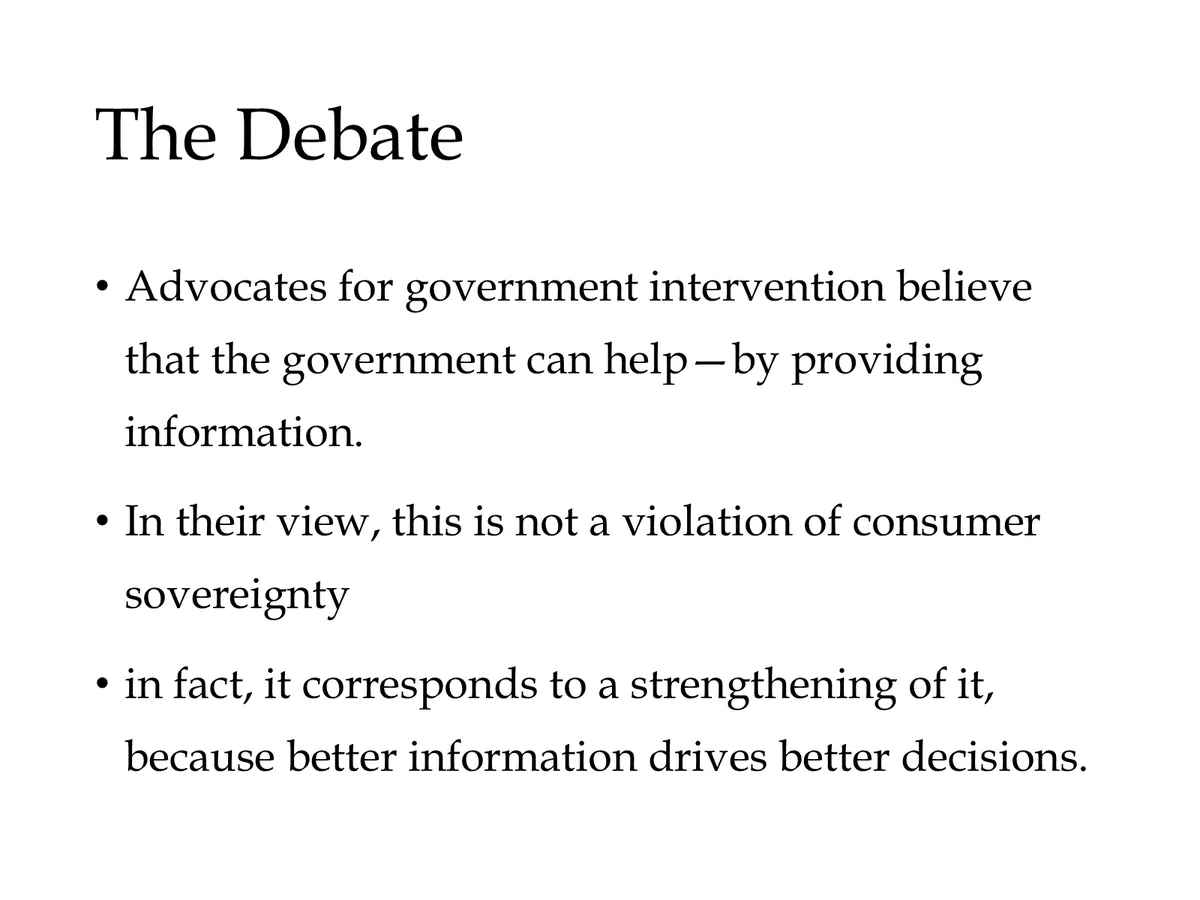 The Debate
• Advocates for government intervention believe
that the government can help—by providing
information.
• In their view, this is not a violation of consumer
sovereignty
• in fact, it corresponds to a strengthening of it,
because better information drives better decisions.